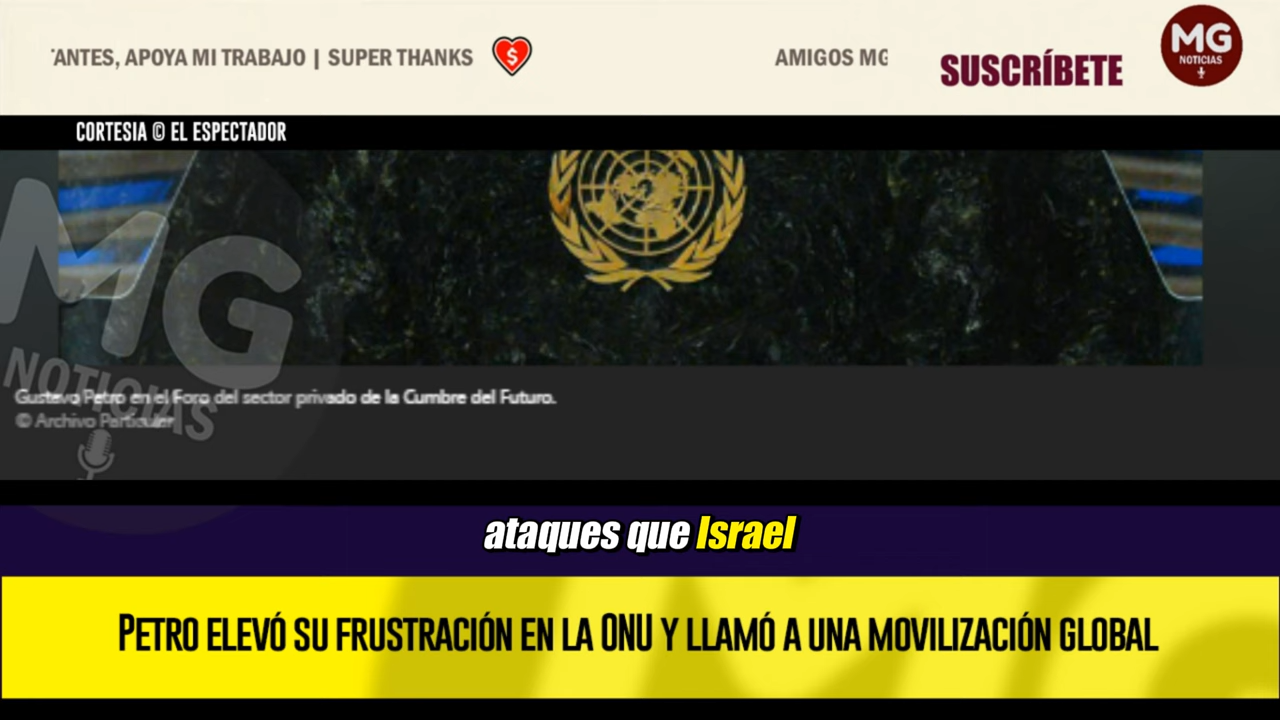 'ANTES, APOYA MI TRABAJO | SUPER THANKS
$
AMIGOS MG
SUSCRÍBETE
MG
NOTICIAS
CORTESIA © EL ESPECTADOR
MG
NOTICIAS
Gustavo Petro en el Foro del sector privado de la Cumbre del Futuro.
© Archivo Particular
ataques que Israel
PETRO ELEVÓ SU FRUSTRACIÓN EN LA ONU Y LLAMÓ A UNA MOVILIZACIÓN GLOBAL